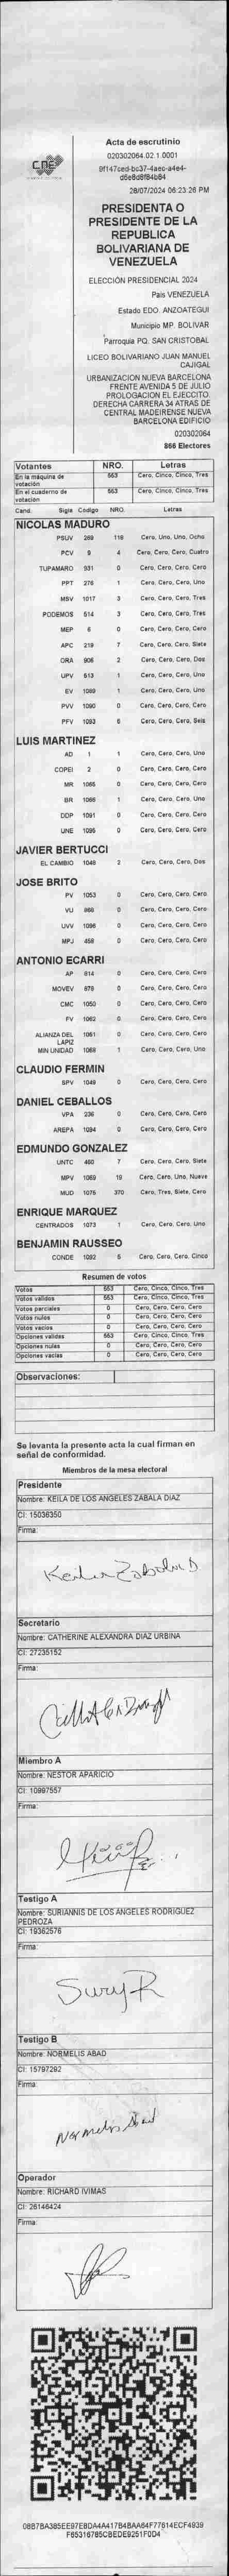 CNE
Acta de escrutinio
020302064.02.1.0001
28/07/2024 06:23:26 PM
PRESIDENTA O
PRESIDENTE DE LA
REPUBLICA
BOLIVARIANA DE
VENEZUELA
ELECCIÓN PRESIDENCIAL 2024
Pais VENEZUELA
Estado EDO. ANZOATEGUI
Municipio MP. BOLIVAR
Parroquia PQ. SAN CRISTOBAL
LICEO BOLIVARIANO JUAN MANUEL
CAJIGAL
URBANIZACION NUEVA BARCELONA
FRENTE AVENIDA 5 DE JULIO
PROLOGACION EL EJECCITO.
DERECHA CARRERA 34 ATRAS DE
CENTRAL MADEIRENSE NUEVA
BARCELONA EDIFICIO
020302064
866 Electores
Votantes NRO. Letras
En la máquina de votación 553 Cero, Cinco, Cinco, Tres
En el cuaderno de votación 553 Cero, Cinco, Cinco, Tres
Cand. Sigla Codigo NRO. Letras
NICOLAS MADURO
PSUV 269 118 Cero, Uno, Uno, Ocho
PCV 9 4 Cero, Cero, Cero, Cuatro
TUPAMARO 931 0 Cero, Cero, Cero, Cero
PPT 276 1 Cero, Cero, Cero, Uno
MSV 1017 3 Cero, Cero, Cero, Tres
PODEMOS 514 3 Cero, Cero, Cero, Tres
MEP 6 0 Cero, Cero, Cero, Cero
APC 219 7 Cero, Cero, Cero, Siete
ORA 906 2 Cero, Cero, Cero, Dos
UPV 513 1 Cero, Cero, Cero, Uno
EV 1089 1 Cero, Cero, Cero, Uno
PVV 1090 0 Cero, Cero, Cero, Cero
PFV 1093 6 Cero, Cero, Cero, Seis
LUIS MARTINEZ
AD 1 1 Cero, Cero, Cero, Uno
COPEI 2 0 Cero, Cero, Cero, Cero
MR 1065 0 Cero, Cero, Cero, Cero
BR 1066 1 Cero, Cero, Cero, Uno
DDP 1091 0 Cero, Cero, Cero, Cero
UNE 1095 0 Cero, Cero, Cero, Cero
JAVIER BERTUCCI
EL CAMBIO 1048 2 Cero, Cero, Cero, Dos
JOSE BRITO
PV 1053 0 Cero, Cero, Cero, Cero
VU 868 0 Cero, Cero, Cero, Cero
UVV 1096 0 Cero, Cero, Cero, Cero
MPJ 459 0 Cero, Cero, Cero, Cero
ANTONIO ECARRI
AP 814 0 Cero, Cero, Cero, Cero
MOVEV 878 0 Cero, Cero, Cero, Cero
CMC 1050 0 Cero, Cero, Cero, Cero
FV 1062 0 Cero, Cero, Cero, Cero
ALIANZA DEL 1061 0 Cero, Cero, Cero, Cero
LAPIZ
MIN UNIDAD 1068 1 Cero, Cero, Cero, Uno
CLAUDIO FERMIN
SPV 1049 0 Cero, Cero, Cero, Cero
DANIEL CEBALLOS
VPA 236 0 Cero, Cero, Cero, Cero
AREPA 1094 0 Cero, Cero, Cero, Cero
EDMUNDO GONZALEZ
UNTC 460 7 Cero, Cero, Cero, Siete
MPV 1069 19 Cero, Cero, Uno, Nueve
MUD 1075 370 Cero, Tres, Siete, Cero
ENRIQUE MARQUEZ
CENTRADOS 1073 1 Cero, Cero, Cero, Uno
BENJAMIN RAUSSEO
CONDE 1092 5 Cero, Cero, Cero, Cinco
Resumen de votos
Votos 553 Cero, Cinco, Cinco, Tres
Votos válidos 553 Cero, Cinco, Cinco, Tres
Votos parciales 0 Cero, Cero, Cero, Cero
Votos nulos 0 Cero, Cero, Cero, Cero
Votos vacíos 0 Cero, Cero, Cero, Cero
Opciones validas 553 Cero, Cinco, Cinco, Tres
Opciones nulas 0 Cero, Cero, Cero, Cero
Opciones vacías 0 Cero, Cero, Cero, Cero
Observaciones:
Se levanta la presente acta la cual firman en
señal de conformidad.
Miembros de la mesa electoral
Presidente
Nombre: KEILA DE LOS ANGELES ZABALA DIAZ
CI: 15036350
Firma:
Secretario
Nombre: CATHERINE ALEXANDRA DIAZ URBINA
CI: 27235152
Firma:
Miembro A
Nombre: NESTOR APARICIO
CI: 10997557
Firma:
Testigo A
Nombre: SURIANNIS DE LOS ANGELES RODRIGUEZ
PEDROZA
CI: 19362576
Firma:
Sury R
Testigo B
Nombre: NORMELIS ABAD
CI: 15797292
Firma:
Normelis Abad
Operador
Nombre: RICHARD IVIMAS
CI: 26146424
Firma: